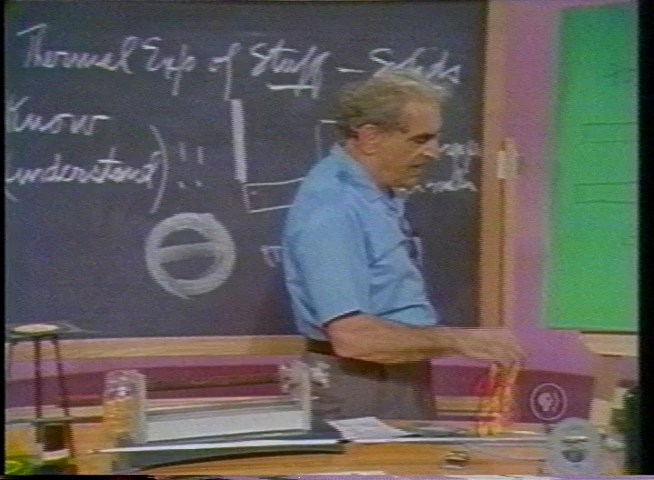 Thermal Exp of Stuff – Solids
Know
(understand)!!